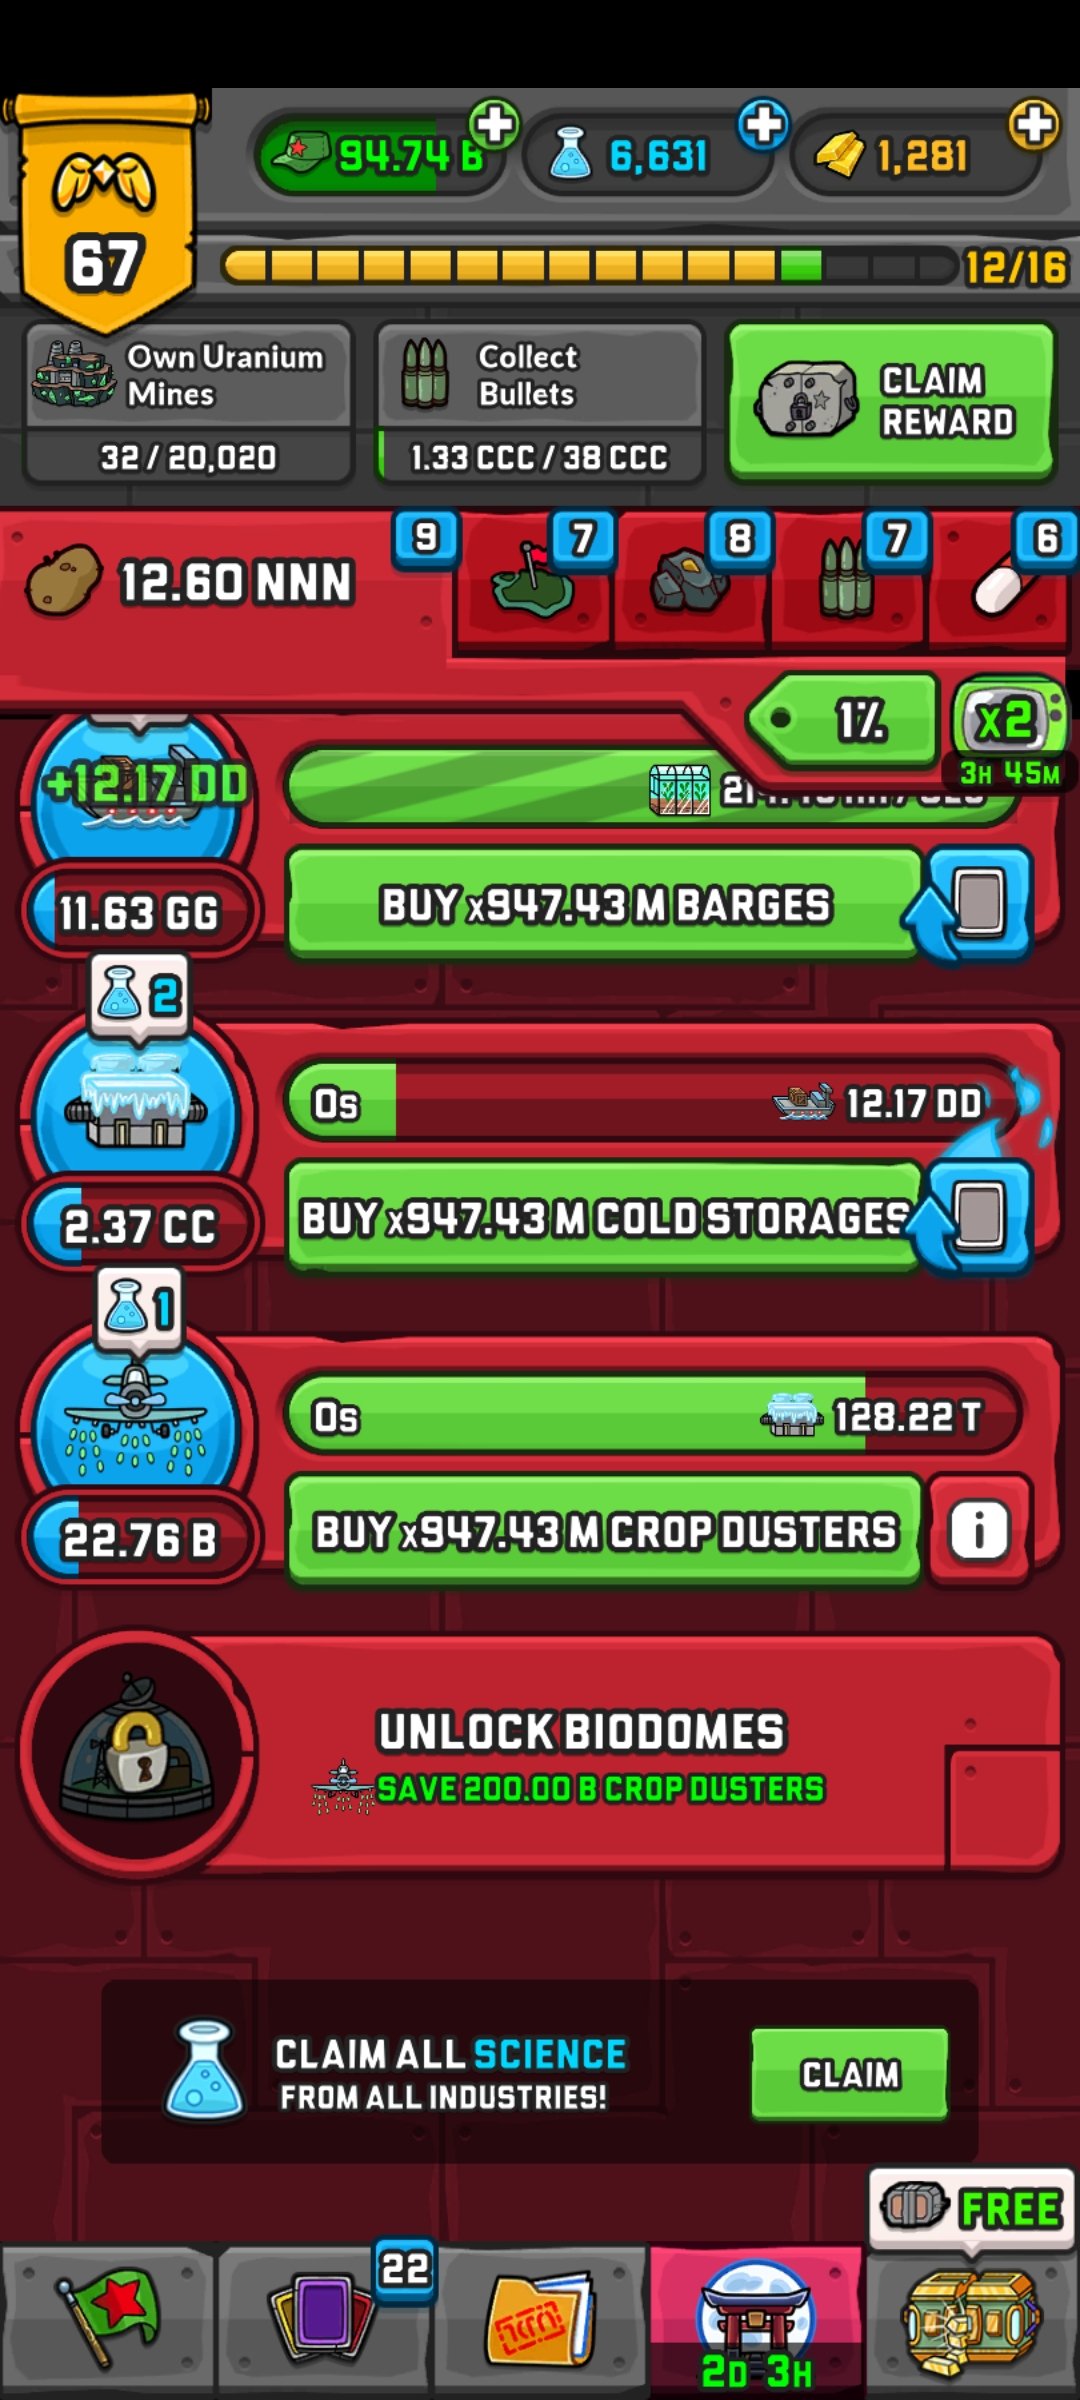 94.74 B
6,631
1,281
67
12/16
Own Uranium
Mines
32 / 20,020
Collect
Bullets
1.33 CCC / 38 CCC
CLAIM
REWARD
12.60 NNN
9
7
8
7
6
1%
x2
3H 45M
+12.17 DD
11.63 GG
BUY x947.43 M BARGES
2
0s
12.17 DD
2.37 CC
BUY x947.43 M COLD STORAGES
1
0s
128.22 T
22.76 B
BUY x947.43 M CROP DUSTERS
i
UNLOCK BIODOMES
SAVE 200.00 B CROP DUSTERS
CLAIM ALL SCIENCE
FROM ALL INDUSTRIES!
CLAIM
FREE
22
2D 3H